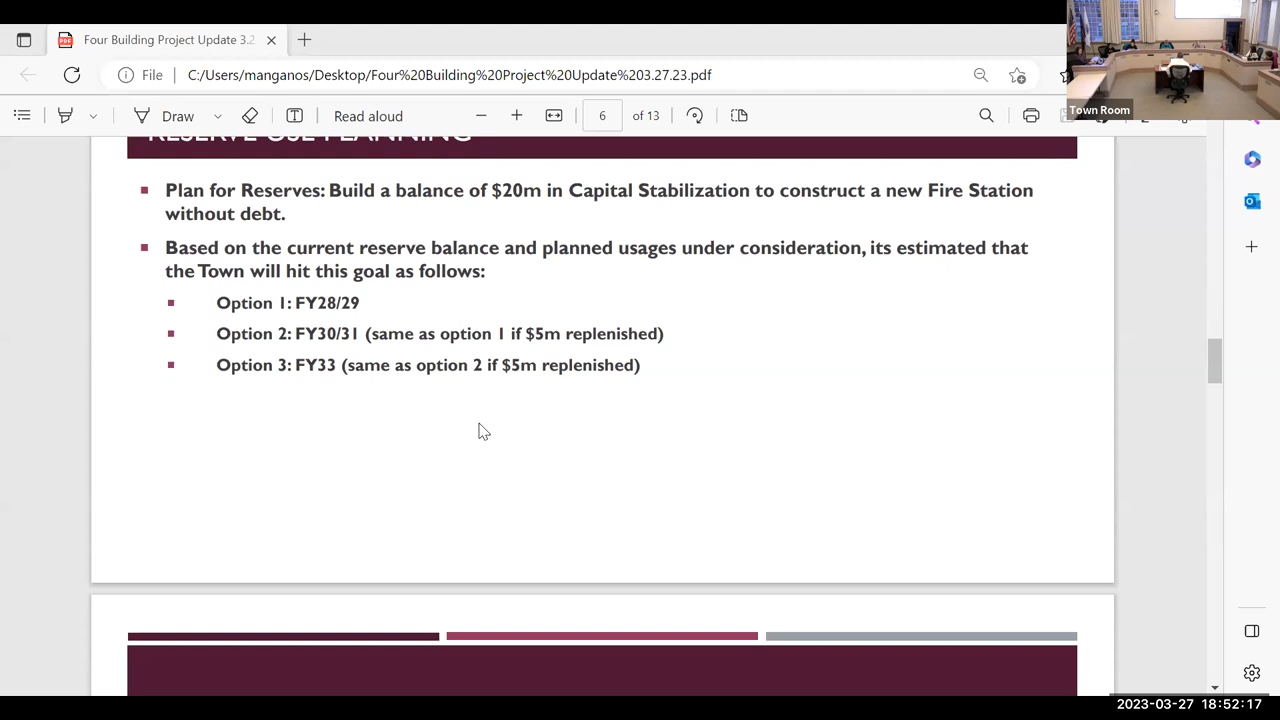 Four Building Project Update 3.2
File
C:/Users/manganos/Desktop/Four%20Building%20Project%20Update%203.27.23.pdf
Town Room
Draw
Read aloud
6
of 13
RESERVE USE PLANNING
Plan for Reserves: Build a balance of $20m in Capital Stabilization to construct a new Fire Station
without debt.
Based on the current reserve balance and planned usages under consideration, its estimated that
the Town will hit this goal as follows:
Option 1: FY28/29
Option 2: FY30/31 (same as option 1 if $5m replenished)
Option 3: FY33 (same as option 2 if $5m replenished)
2023-03-27 18:52:17